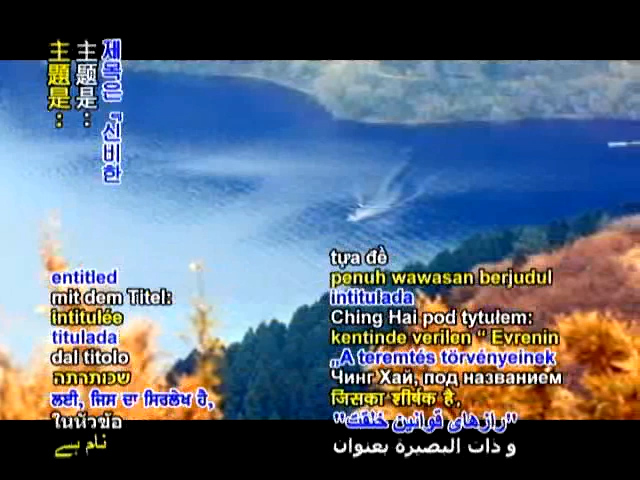 主題是：
主题是：
제목은 『신비한
entitled
mit dem Titel:
intitulée
titulada
dal titolo
שכותרתה
ਲਈ, ਜਿਸ ਦਾ ਸਿਰਲੇਖ ਹੈ,
ในหัวข้อ
نام ہے
tựa đề
penuh wawasan berjudul
intitulada
Ching Hai pod tytułem:
kentinde verilen “ Evrenin
„A teremtés törvényeinek
Чинг Хай, под названием
जिसका शीर्षक है,
"رازهای قوانین خلقت"
و ذات البصيرة بعنوان